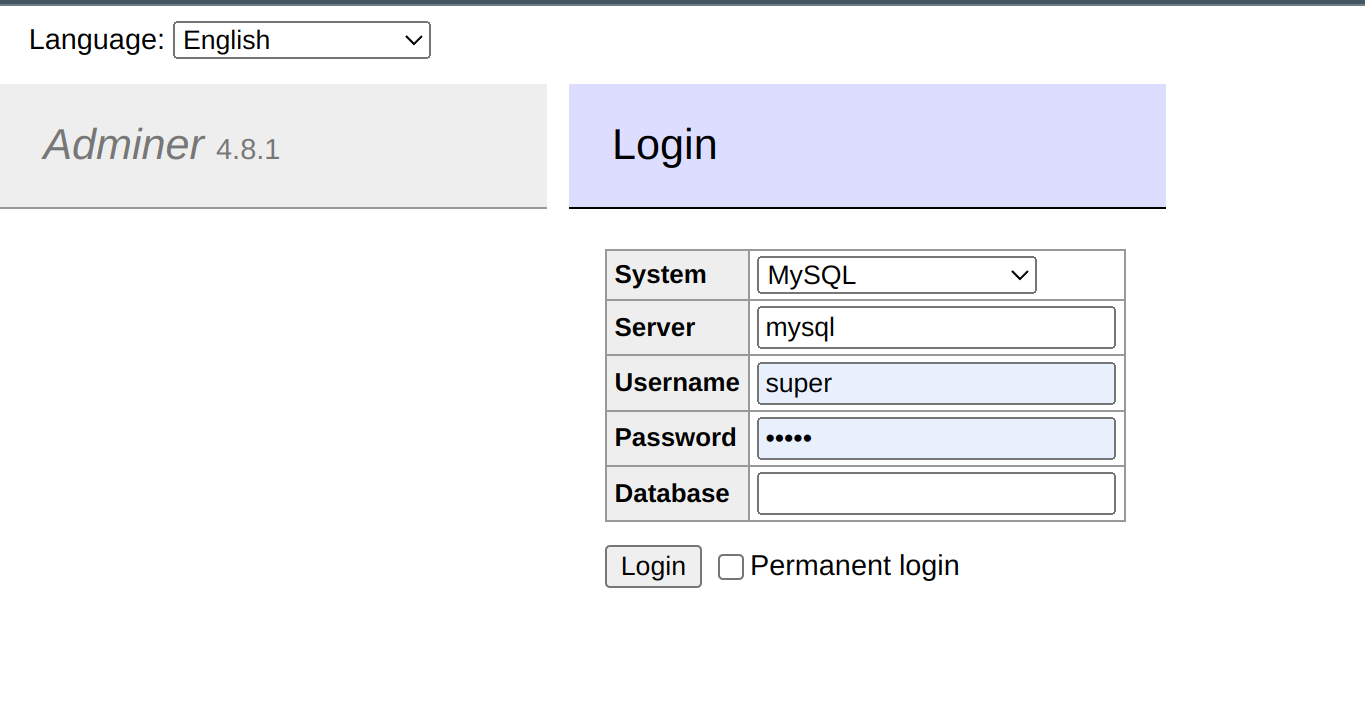 Language: English
Adminer 4.8.1
Login
System MySQL
Server mysql
Username super
Password •••••
Database
Login Permanent login